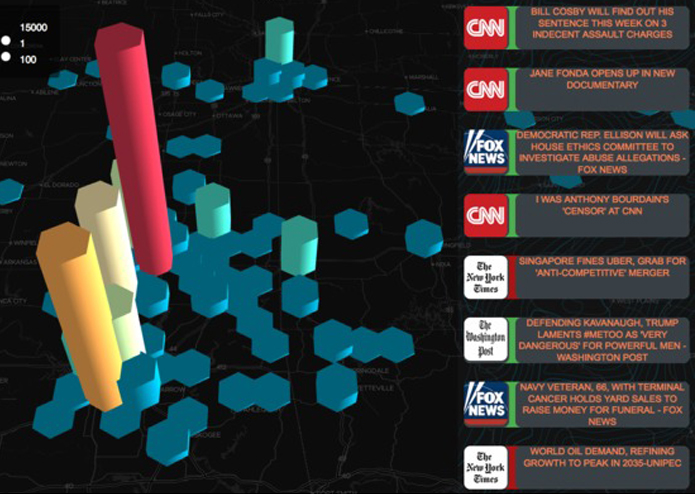 15000
1
100
CNN
BILL COSBY WILL FIND OUT HIS
SENTENCE THIS WEEK ON 3
INDECENT ASSAULT CHARGES
CNN
JANE FONDA OPENS UP IN NEW
DOCUMENTARY
FOX
NEWS
DEMOCRATIC REP. ELLISON WILL ASK
HOUSE ETHICS COMMITTEE TO
INVESTIGATE ABUSE ALLEGATIONS -
FOX NEWS
CNN
I WAS ANTHONY BOURDAIN'S
'CENSOR' AT CNN
The
New York
Times
SINGAPORE FINES UBER, GRAB FOR
'ANTI-COMPETITIVE' MERGER
The
Washington
Post
DEFENDING KAVANAUGH, TRUMP
LAMENTS #METOO AS 'VERY
DANGEROUS' FOR POWERFUL MEN -
WASHINGTON POST
FOX
NEWS
NAVY VETERAN, 66, WITH TERMINAL
CANCER HOLDS YARD SALES TO
RAISE MONEY FOR FUNERAL - FOX
NEWS
The
New York
Times
WORLD OIL DEMAND, REFINING
GROWTH TO PEAK IN 2035-UNIPEC